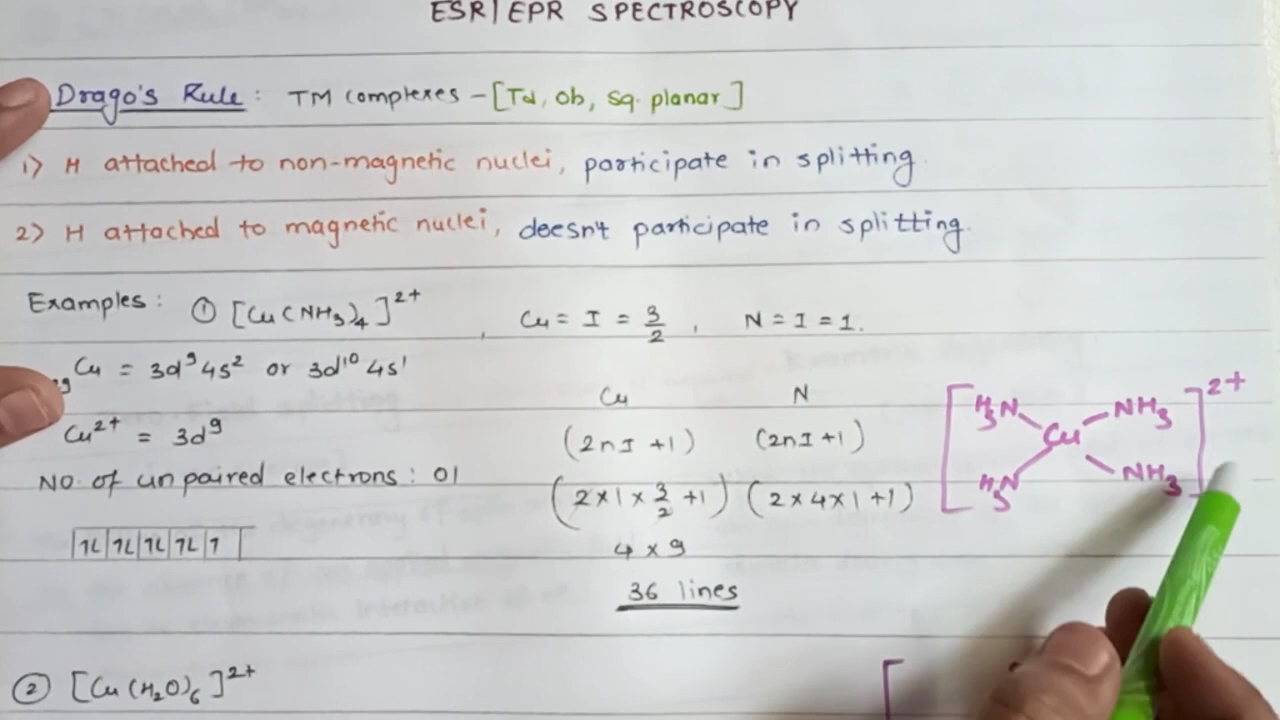 ESR/EPR SPECTROSCOPY
Drago's Rule: TM complexes - [Td, Oh, Sq. planar]
1) H attached to non-magnetic nuclei, participate in splitting.
2) H attached to magnetic nuclei, doesn't participate in splitting.
Examples: ① [Cu(NH3)4]2+, Cu = I = 3/2, N = I = 1.
29Cu = 3d9 4s2 or 3d10 4s1
Cu2+ = 3d9
No. of unpaired electrons: 01
1L 1L 1L 1L 1
Cu N
(2nI +1) (2nI +1)
(2×1×3/2 +1) (2×4×1+1)
4 × 9
36 lines
[H3N NH3
Cu
H3N NH3]2+
② [Cu(H2O)6]2+
[